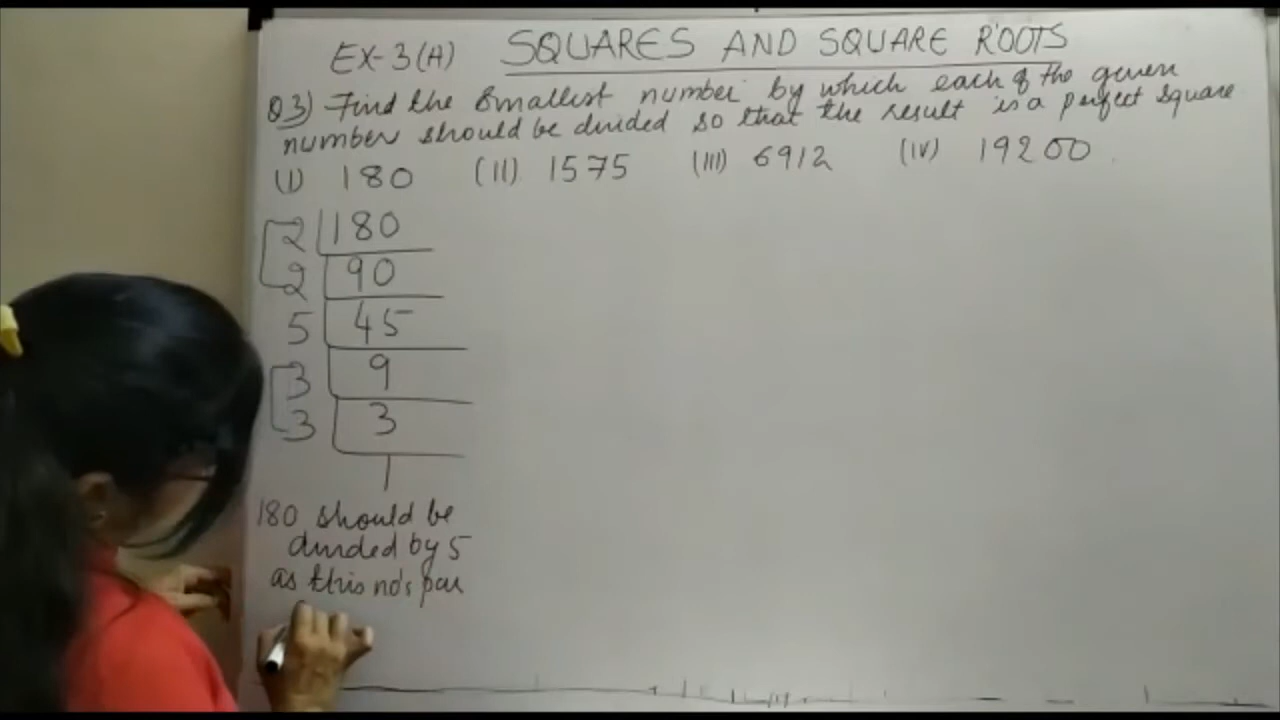 EX-3(A) SQUARES AND SQUARE ROOTS
Q3) Find the smallest number by which each of the given
number should be divided so that the result is a perfect square
(I) 180 (II) 1575 (III) 6912 (IV) 19200
2 180
2 90
5 45
3 9
3 3
1
180 should be
divided by 5
as this no's pair